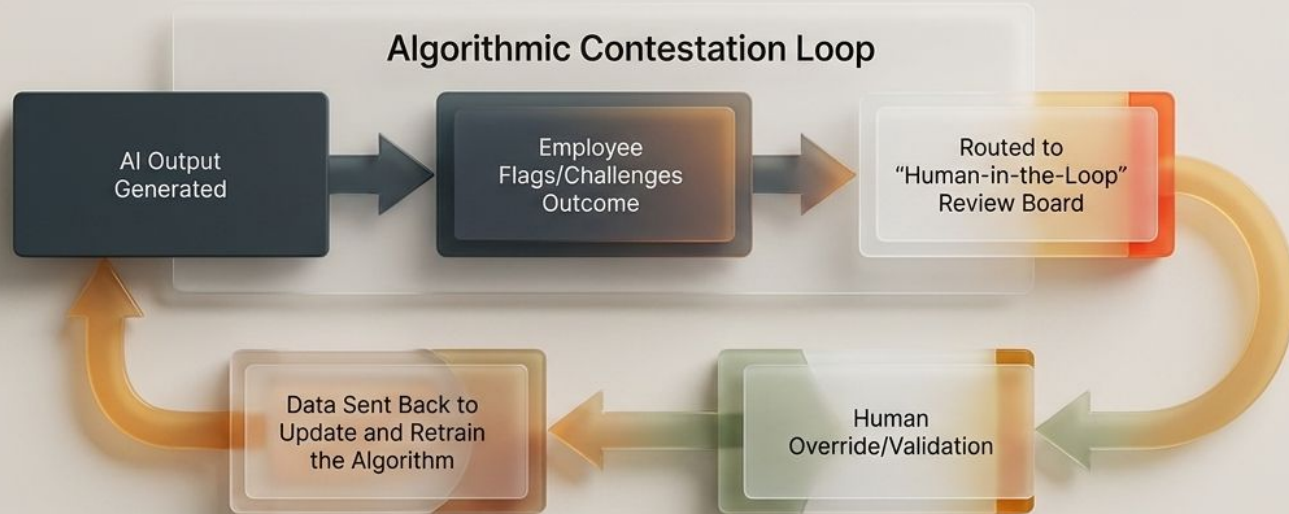 Algorithmic Contestation Loop
AI Output
Generated
Employee
Flags/Challenges
Outcome
Routed to
“Human-in-the-Loop”
Review Board
Human
Override/Validation
Data Sent Back to
Update and Retrain
the Algorithm